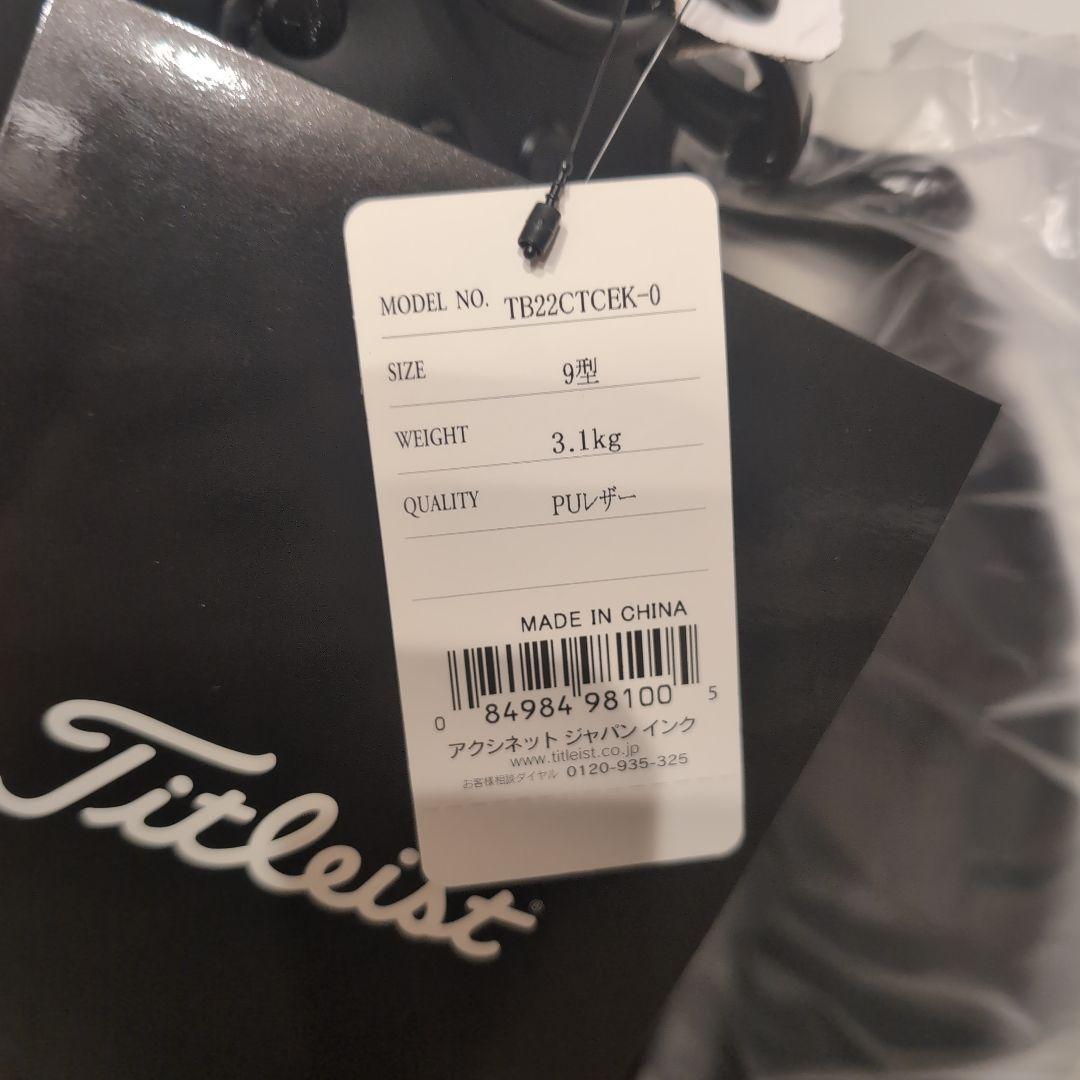 MODEL NO. TB22CTCEK-0
SIZE 9型
WEIGHT 3.1kg
QUALITY PUレザー
MADE IN CHINA
0 84984 98100 5
アクシネット ジャパン インク
www.titleist.co.jp
お客様相談ダイヤル 0120-935-325
Titleist®